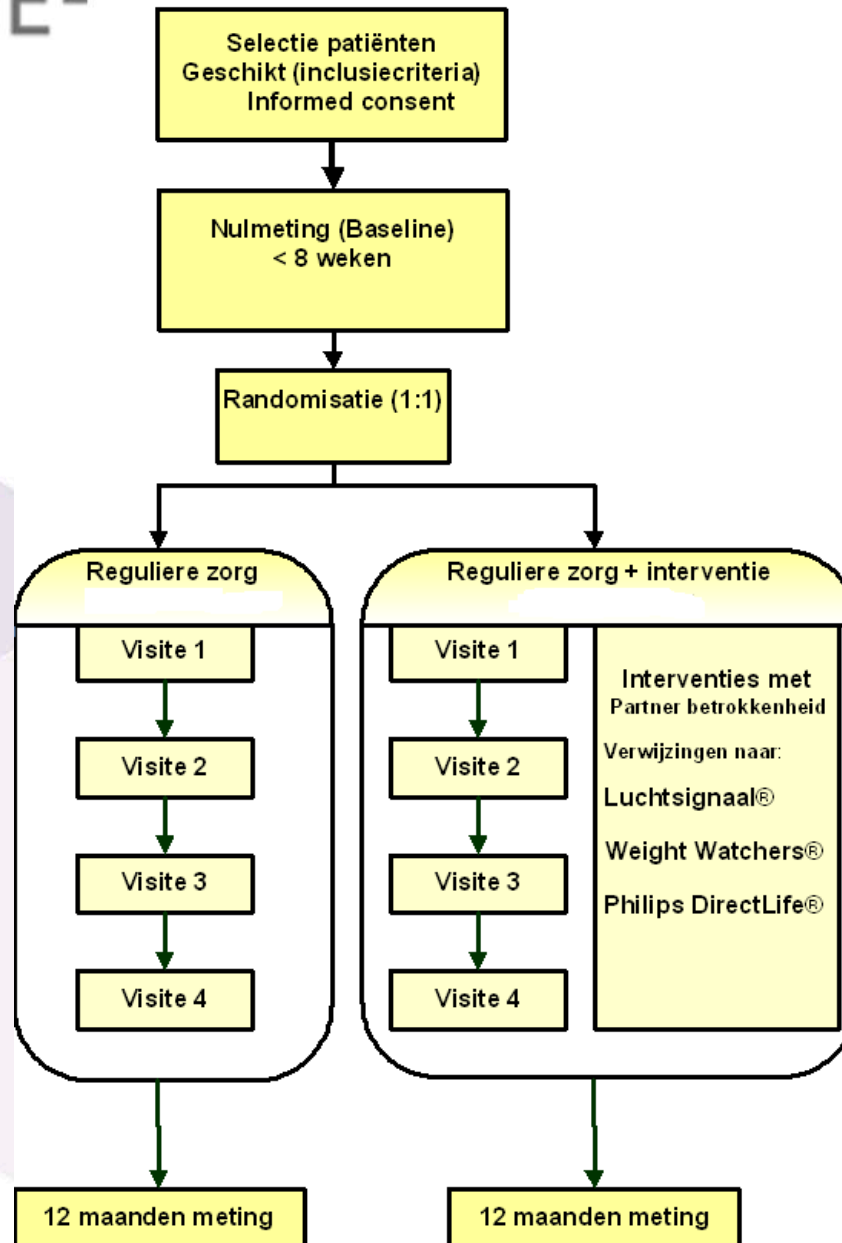 E-
Selectie patiënten
Geschikt (inclusiecriteria)
Informed consent
Nulmeting (Baseline)
< 8 weken
Randomisatie (1:1)
Reguliere zorg
Visite 1
Visite 2
Visite 3
Visite 4
12 maanden meting
Reguliere zorg + interventie
Visite 1
Visite 2
Visite 3
Visite 4
Interventies met
Partner betrokkenheid
Verwijzingen naar:
Luchtsignaal®
Weight Watchers®
Philips DirectLife®
12 maanden meting